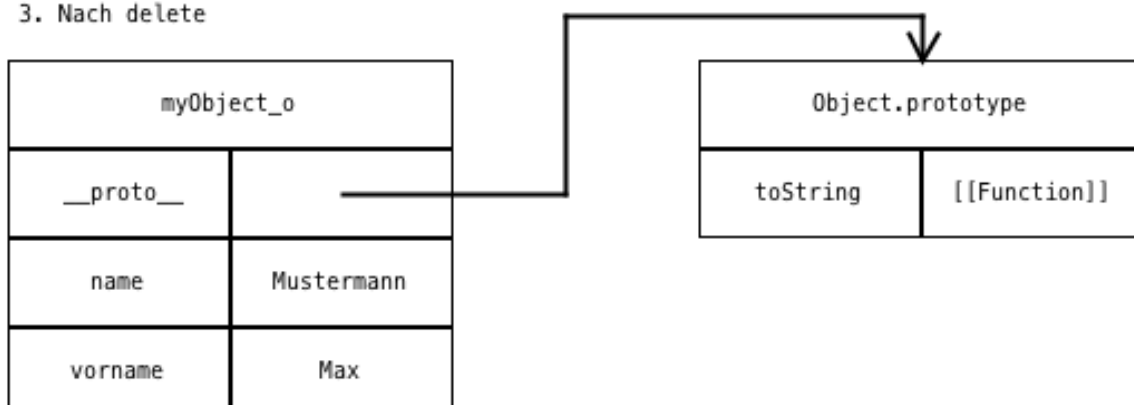 3. Nach delete
myObject_o
Object.prototype
__proto__
toString
[[Function]]
name
Mustermann
vorname
Max